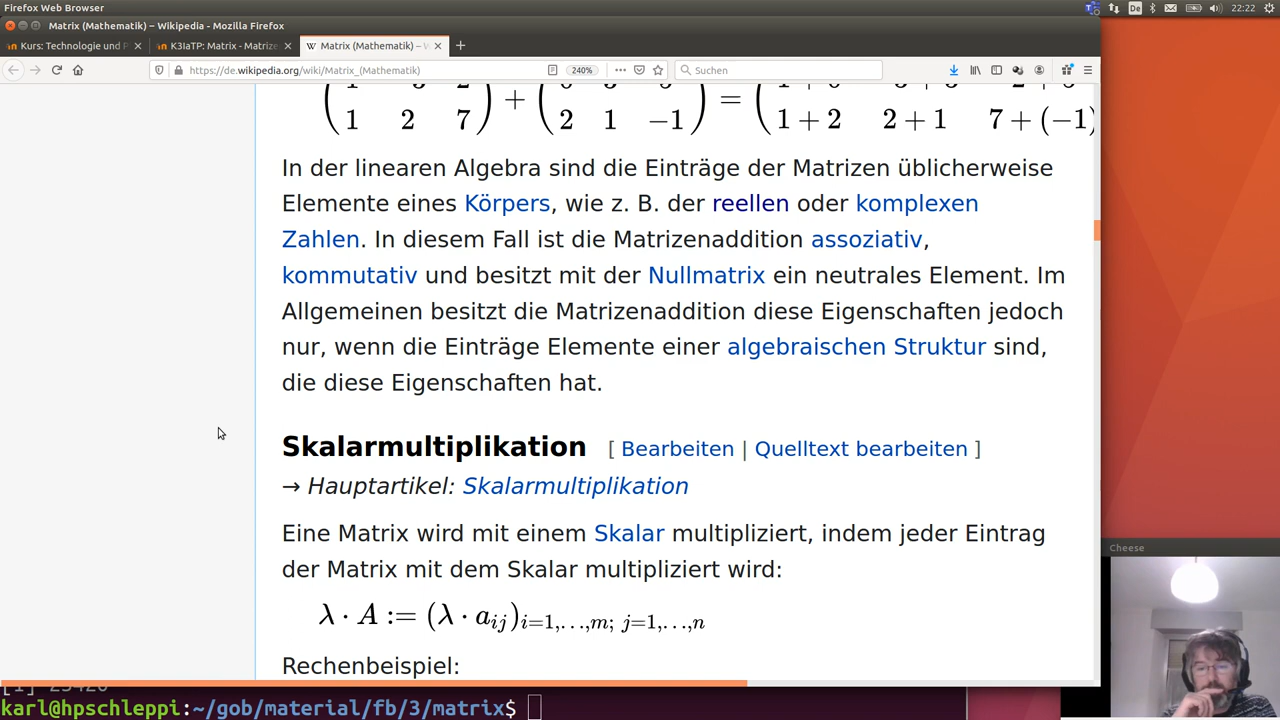 Firefox Web Browser
De
22:22
Matrix (Mathematik) – Wikipedia - Mozilla Firefox
Kurs: Technologie und P
K3IaTP: Matrix - Matrize
Matrix (Mathematik) – W
https://de.wikipedia.org/wiki/Matrix_(Mathematik)
240%
Suchen
1 2 7 + 2 1 −1 = 1 + 2 2 + 1 7 + (−1)
In der linearen Algebra sind die Einträge der Matrizen üblicherweise
Elemente eines Körpers, wie z. B. der reellen oder komplexen
Zahlen. In diesem Fall ist die Matrizenaddition assoziativ,
kommutativ und besitzt mit der Nullmatrix ein neutrales Element. Im
Allgemeinen besitzt die Matrizenaddition diese Eigenschaften jedoch
nur, wenn die Einträge Elemente einer algebraischen Struktur sind,
die diese Eigenschaften hat.
Skalarmultiplikation [ Bearbeiten | Quelltext bearbeiten ]
→ Hauptartikel: Skalarmultiplikation
Eine Matrix wird mit einem Skalar multipliziert, indem jeder Eintrag
der Matrix mit dem Skalar multipliziert wird:
λ · A := (λ · aij)i=1,…,m; j=1,…,n
Rechenbeispiel:
Cheese
karl@hpschleppi:~/gob/material/fb/3/matrix$